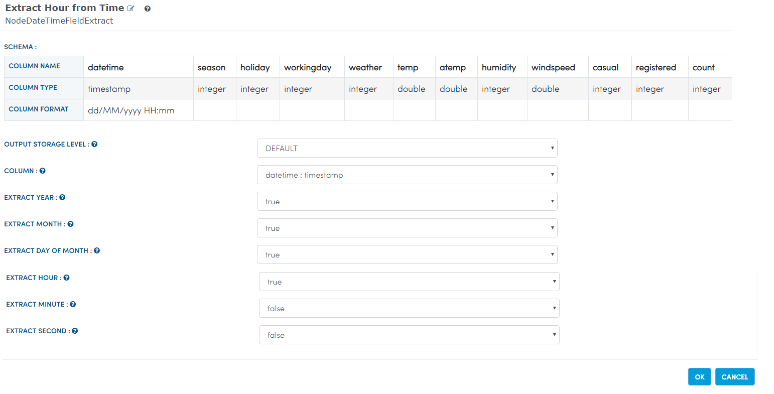 Extract Hour from Time
NodeDateTimeFieldExtract
SCHEMA :
COLUMN NAME datetime season holiday workingday weather temp atemp humidity windspeed casual registered count
COLUMN TYPE timestamp integer integer integer integer double double integer double integer integer integer
COLUMN FORMAT dd/MM/yyyy HH:mm
OUTPUT STORAGE LEVEL : DEFAULT
COLUMN : datetime : timestamp
EXTRACT YEAR : true
EXTRACT MONTH : true
EXTRACT DAY OF MONTH : true
EXTRACT HOUR : true
EXTRACT MINUTE : false
EXTRACT SECOND : false
OK CANCEL